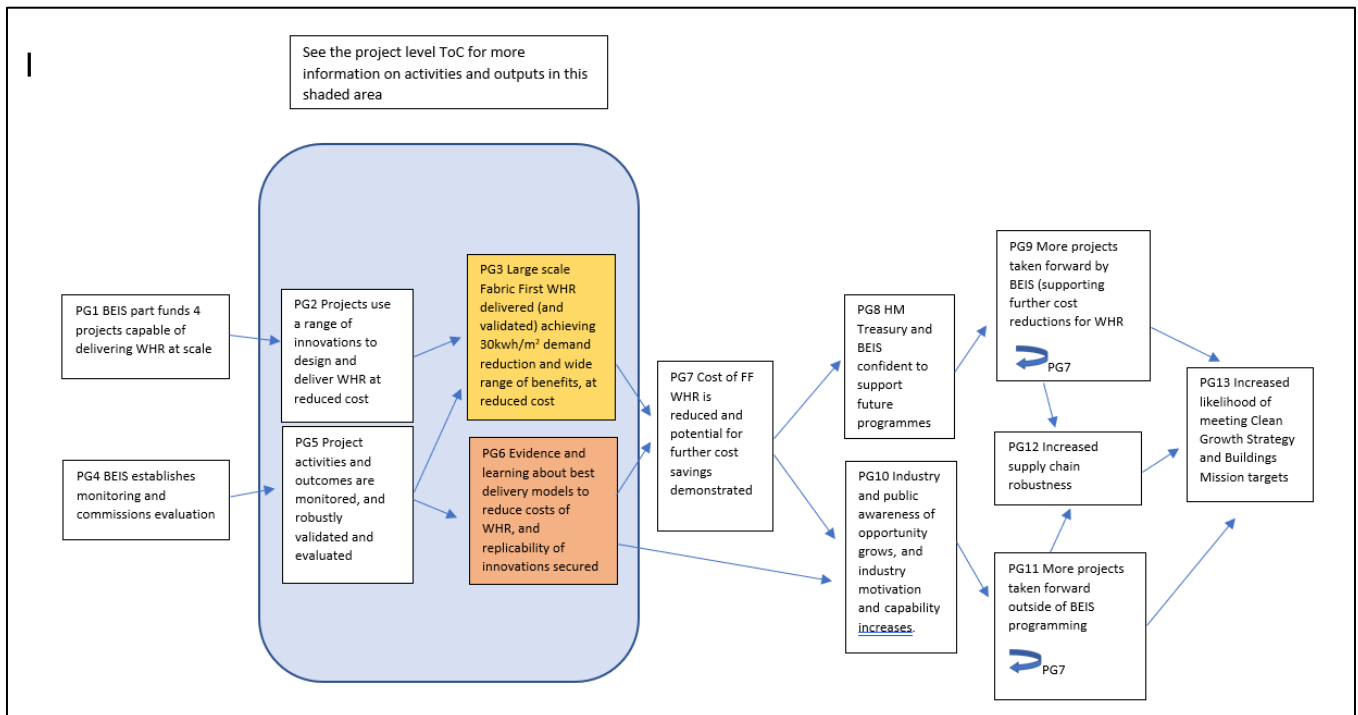 See the project level ToC for more
information on activities and outputs in this
shaded area
PG1 BEIS part funds 4
projects capable of
delivering WHR at scale
PG2 Projects use
a range of
innovations to
design and
deliver WHR at
reduced cost
PG3 Large scale
Fabric First WHR
delivered (and
validated) achieving
30kwh/m² demand
reduction and wide
range of benefits, at
reduced cost
PG4 BEIS establishes
monitoring and
commissions evaluation
PG5 Project
activities and
outcomes are
monitored, and
robustly
validated and
evaluated
PG6 Evidence and
learning about best
delivery models to
reduce costs of
WHR, and
replicability of
innovations secured
PG7 Cost of FF
WHR is
reduced and
potential for
further cost
savings
demonstrated
PG8 HM
Treasury and
BEIS
confident to
support
future
programmes
PG9 More projects
taken forward by
BEIS (supporting
further cost
reductions for WHR
PG7
PG10 Industry
and public
awareness of
opportunity
grows, and
industry
motivation
and capability
increases.
PG11 More projects
taken forward
outside of BEIS
programming
PG7
PG12 Increased
supply chain
robustness
PG13 Increased
likelihood of
meeting Clean
Growth Strategy
and Buildings
Mission targets